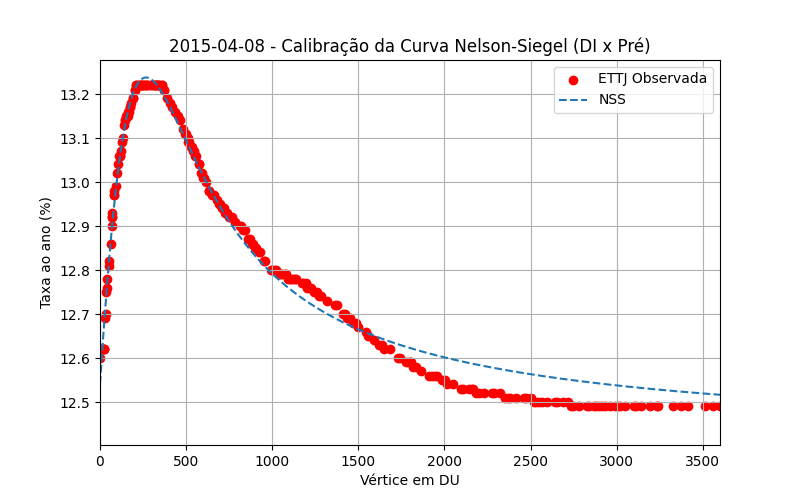 2015-04-08 - Calibração da Curva Nelson-Siegel (DI x Pré)
ETTJ Observada
NSS
Taxa ao ano (%)
13.2
13.1
13.0
12.9
12.8
12.7
12.6
12.5
0 500 1000 1500 2000 2500 3000 3500
Vértice em DU